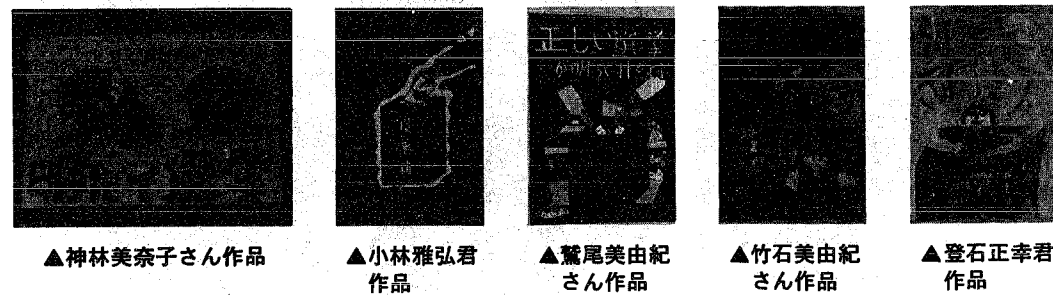 正しい
▲神林美奈子さん作品
▲小林雅弘君
作品
▲鷲尾美由紀
さん作品
▲竹石美由紀
さん作品
▲登石正幸君
作品